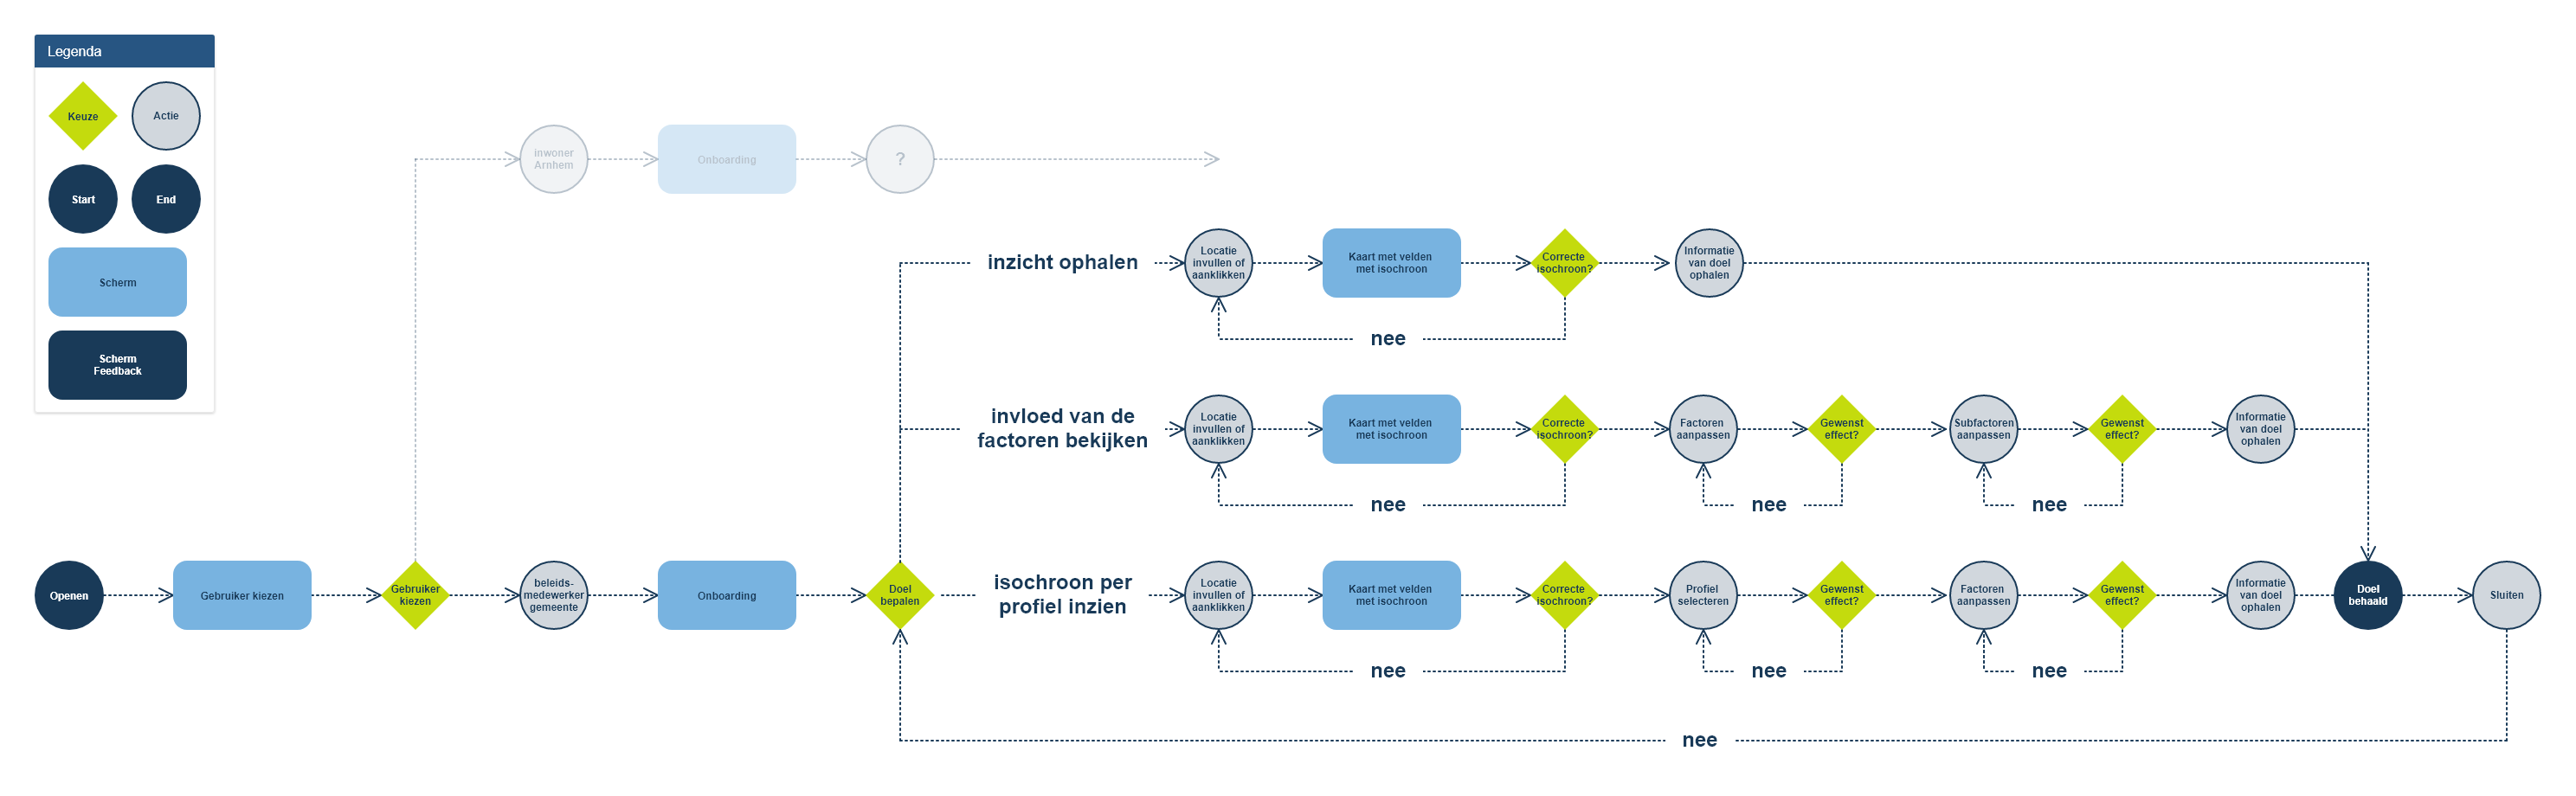 Legenda
Keuze
Actie
Start
End
Scherm
Scherm
Feedback
inwoner
Arnhem
Onboarding
?
inzicht ophalen
Locatie
invullen of
aanklikken
Kaart met velden
met isochroon
Correcte
isochroon?
Informatie
van doel
ophalen
nee
invloed van de
factoren bekijken
Locatie
invullen of
aanklikken
Kaart met velden
met isochroon
Correcte
isochroon?
Factoren
aanpassen
Gewenst
effect?
Subfactoren
aanpassen
Gewenst
effect?
Informatie
van doel
ophalen
nee
nee
nee
Openen
Gebruiker kiezen
Gebruiker
kiezen
beleids-
medewerker
gemeente
Onboarding
Doel
bepalen
isochroon per
profiel inzien
Locatie
invullen of
aanklikken
Kaart met velden
met isochroon
Correcte
isochroon?
Profiel
selecteren
Gewenst
effect?
Factoren
aanpassen
Gewenst
effect?
Informatie
van doel
ophalen
Doel
behaald
Sluiten
nee
nee
nee
nee